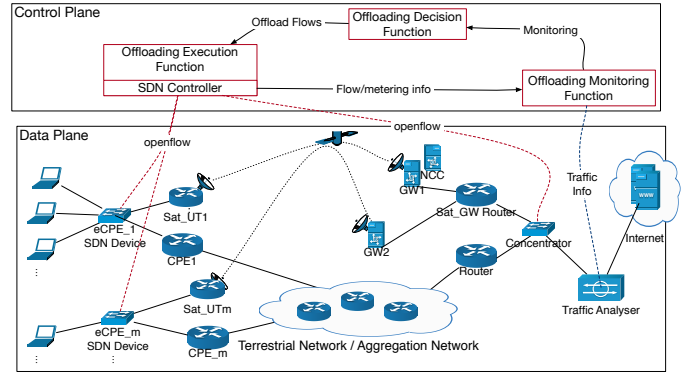 Control Plane
Offload Flows
Offloading Decision
Function
Monitoring
Offloading Execution
Function
SDN Controller
Flow/metering info
Offloading Monitoring
Function
Data Plane
openflow
openflow
NCC
GW1
Traffic
Info
WWW
Sat_UT1
eCPE_1
SDN Device
Sat_GW Router
Internet
Concentrator
GW2
CPE1
Router
⋮
Sat_UTm
Traffic Analyser
eCPE_m
SDN Device
CPE_m
Terrestrial Network / Aggregation Network
⋮
⋮